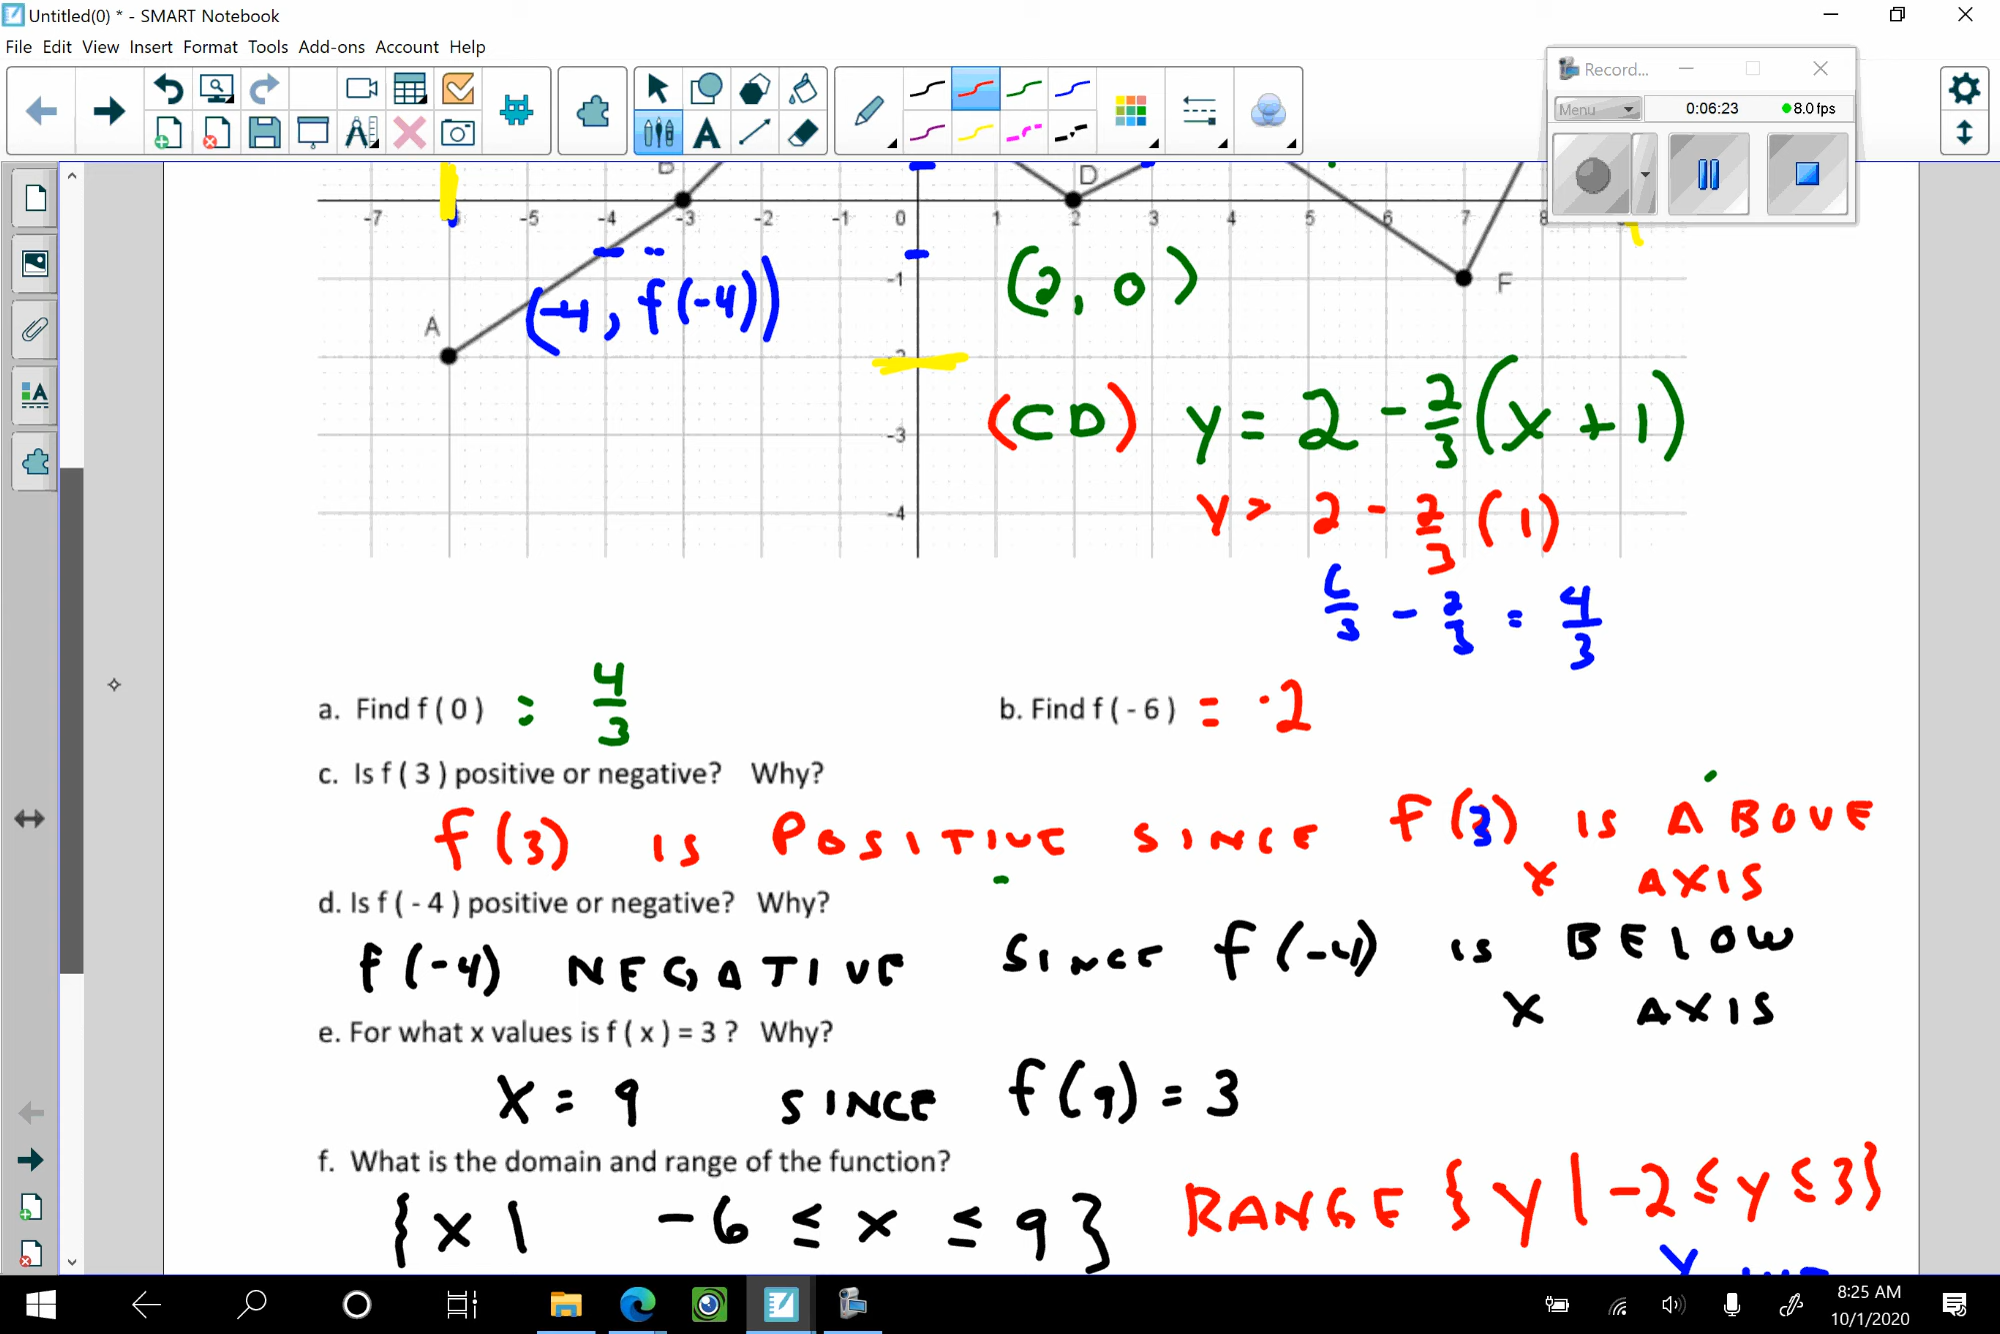 Untitled(0) * - SMART Notebook
File Edit View Insert Format Tools Add-ons Account Help
Record...
Menu 0:06:23 8.0 fps
B D
-7 -5 -4 -3 -2 -1 0 1 2 3 4 5 6 7 8
(-4, f(-4)) -1 (2, 0) F
A
-2
-3 (CD) y = 2 - 2/3 (x + 1)
-4 y = 2 - 2/3 (1)
6/3 - 2/3 = 4/3
a. Find f ( 0 ) = 4/3 b. Find f ( - 6 ) = -2
c. Is f ( 3 ) positive or negative? Why?
f (3) IS POSITIVE SINCE f (3) IS ABOVE
X AXIS
d. Is f ( - 4 ) positive or negative? Why?
f (-4) NEGATIVE SINCE f (-4) IS BELOW
X AXIS
e. For what x values is f ( x ) = 3 ? Why?
X = 9 SINCE f (9) = 3
f. What is the domain and range of the function?
{ x | -6 ≤ x ≤ 9 } RANGE { y | -2 ≤ y ≤ 3 }
8:25 AM
10/1/2020